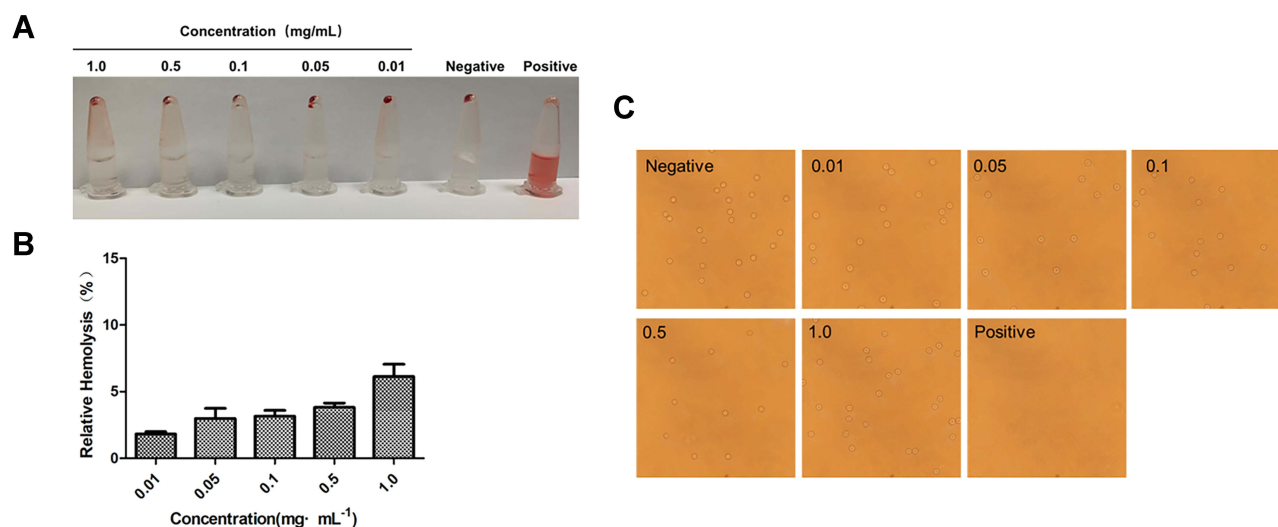 A
Concentration (mg/mL)
1.0 0.5 0.1 0.05 0.01 Negative Positive
B
15
10
5
0
Relative Hemolysis (%)
0.01 0.05 0.1 0.5 1.0
Concentration(mg· mL⁻¹)
C
Negative 0.01 0.05 0.1
0.5 1.0 Positive